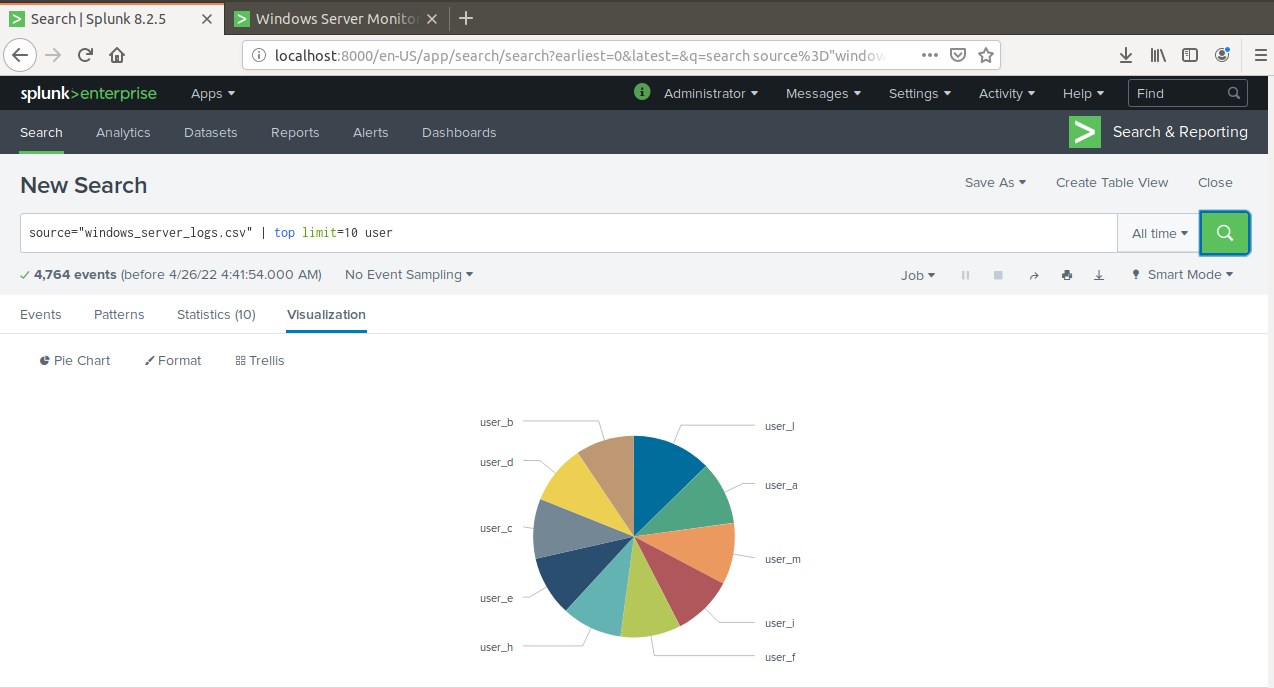 Search | Splunk 8.2.5
Windows Server Monito
localhost:8000/en-US/app/search/search?earliest=0&latest=&q=search source%3D"windov
splunk>enterprise Apps
i Administrator Messages Settings Activity Help Find
Search Analytics Datasets Reports Alerts Dashboards
Search & Reporting
New Search
Save As Create Table View Close
source="windows_server_logs.csv" | top limit=10 user
All time
4,764 events (before 4/26/22 4:41:54.000 AM) No Event Sampling
Job Smart Mode
Events Patterns Statistics (10) Visualization
Pie Chart Format Trellis
user_b
user_l
user_d
user_a
user_c
user_m
user_e
user_i
user_h
user_f